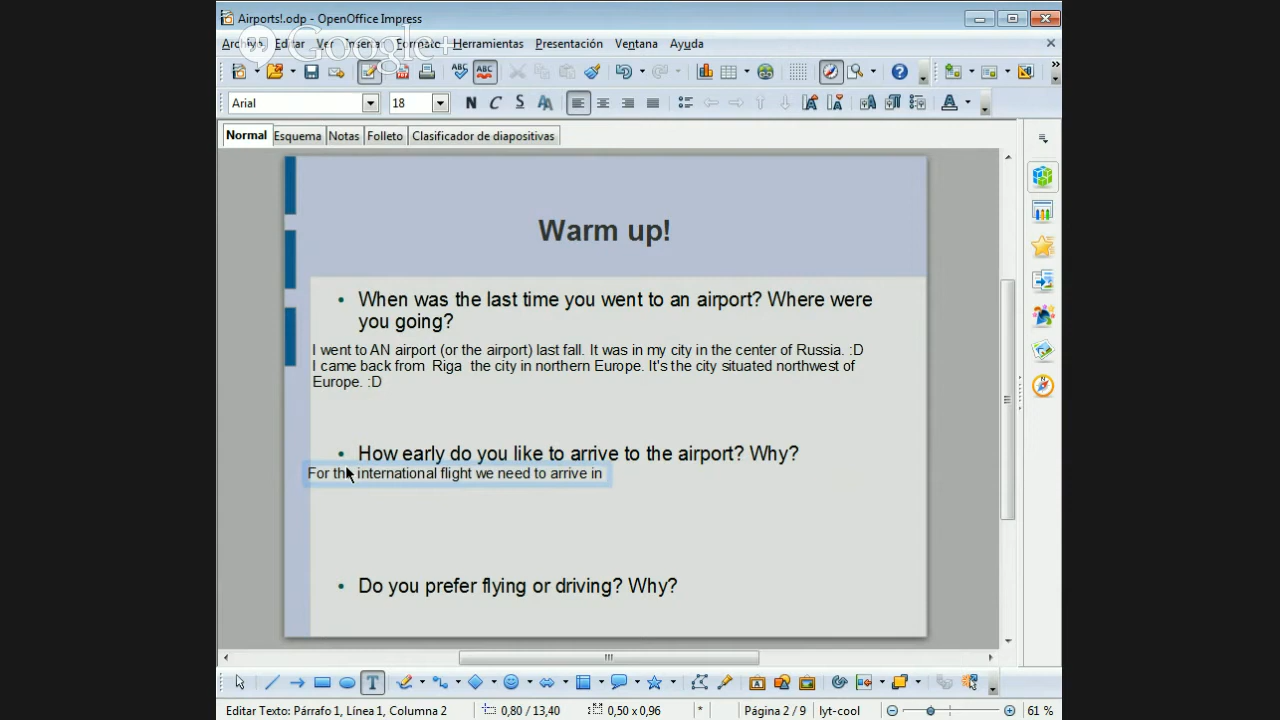 Airports!.odp - OpenOffice Impress
Archivo Editar Ver Formato Herramientas Presentación Ventana Ayuda
Google+
Arial 18 N C S
Normal Esquema Notas Folleto Clasificador de diapositivas
Warm up!
• When was the last time you went to an airport? Where were
you going?
I went to AN airport (or the airport) last fall. It was in my city in the center of Russia. :D
I came back from Riga the city in northern Europe. It's the city situated northwest of
Europe. :D
• How early do you like to arrive to the airport? Why?
For the international flight we need to arrive in
• Do you prefer flying or driving? Why?
Editar Texto: Párrafo 1, Línea 1, Columna 2 0,80 / 13,40 0,50 x 0,96 * Página 2 / 9 lyt-cool 61 %